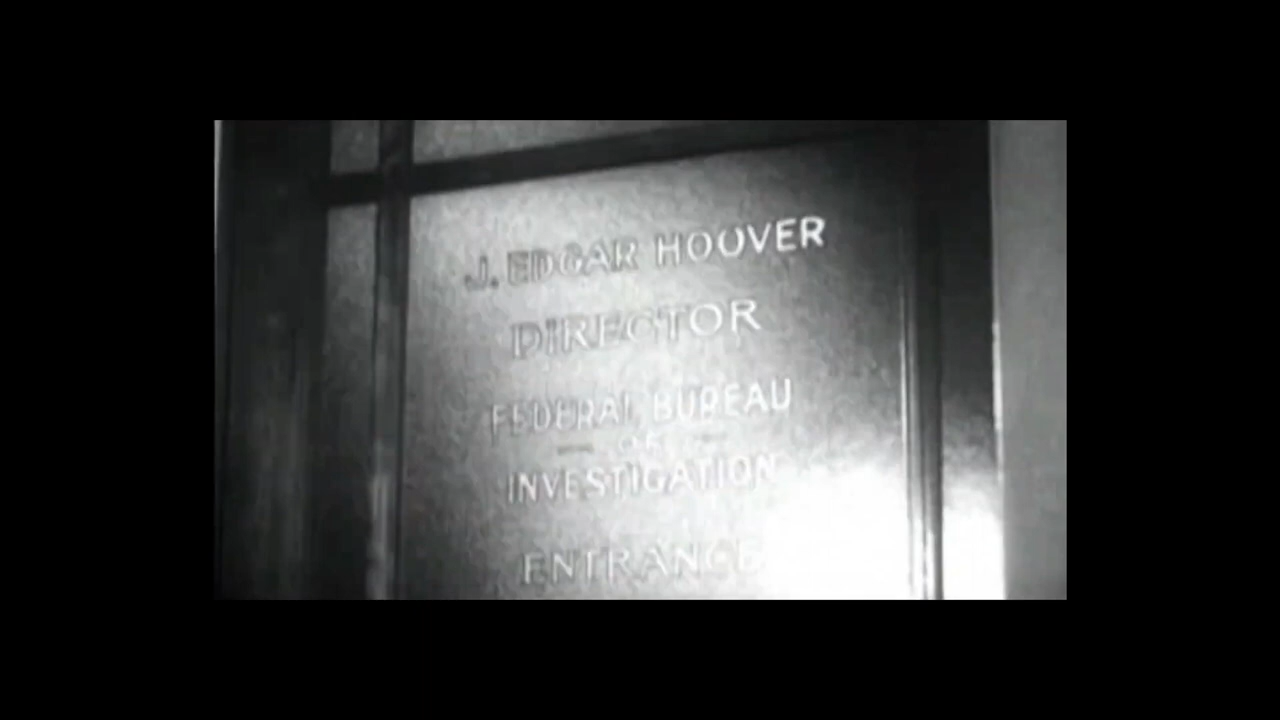 J. EDGAR HOOVER
DIRECTOR
FEDERAL BUREAU
— OF —
INVESTIGATION
ENTRANCE